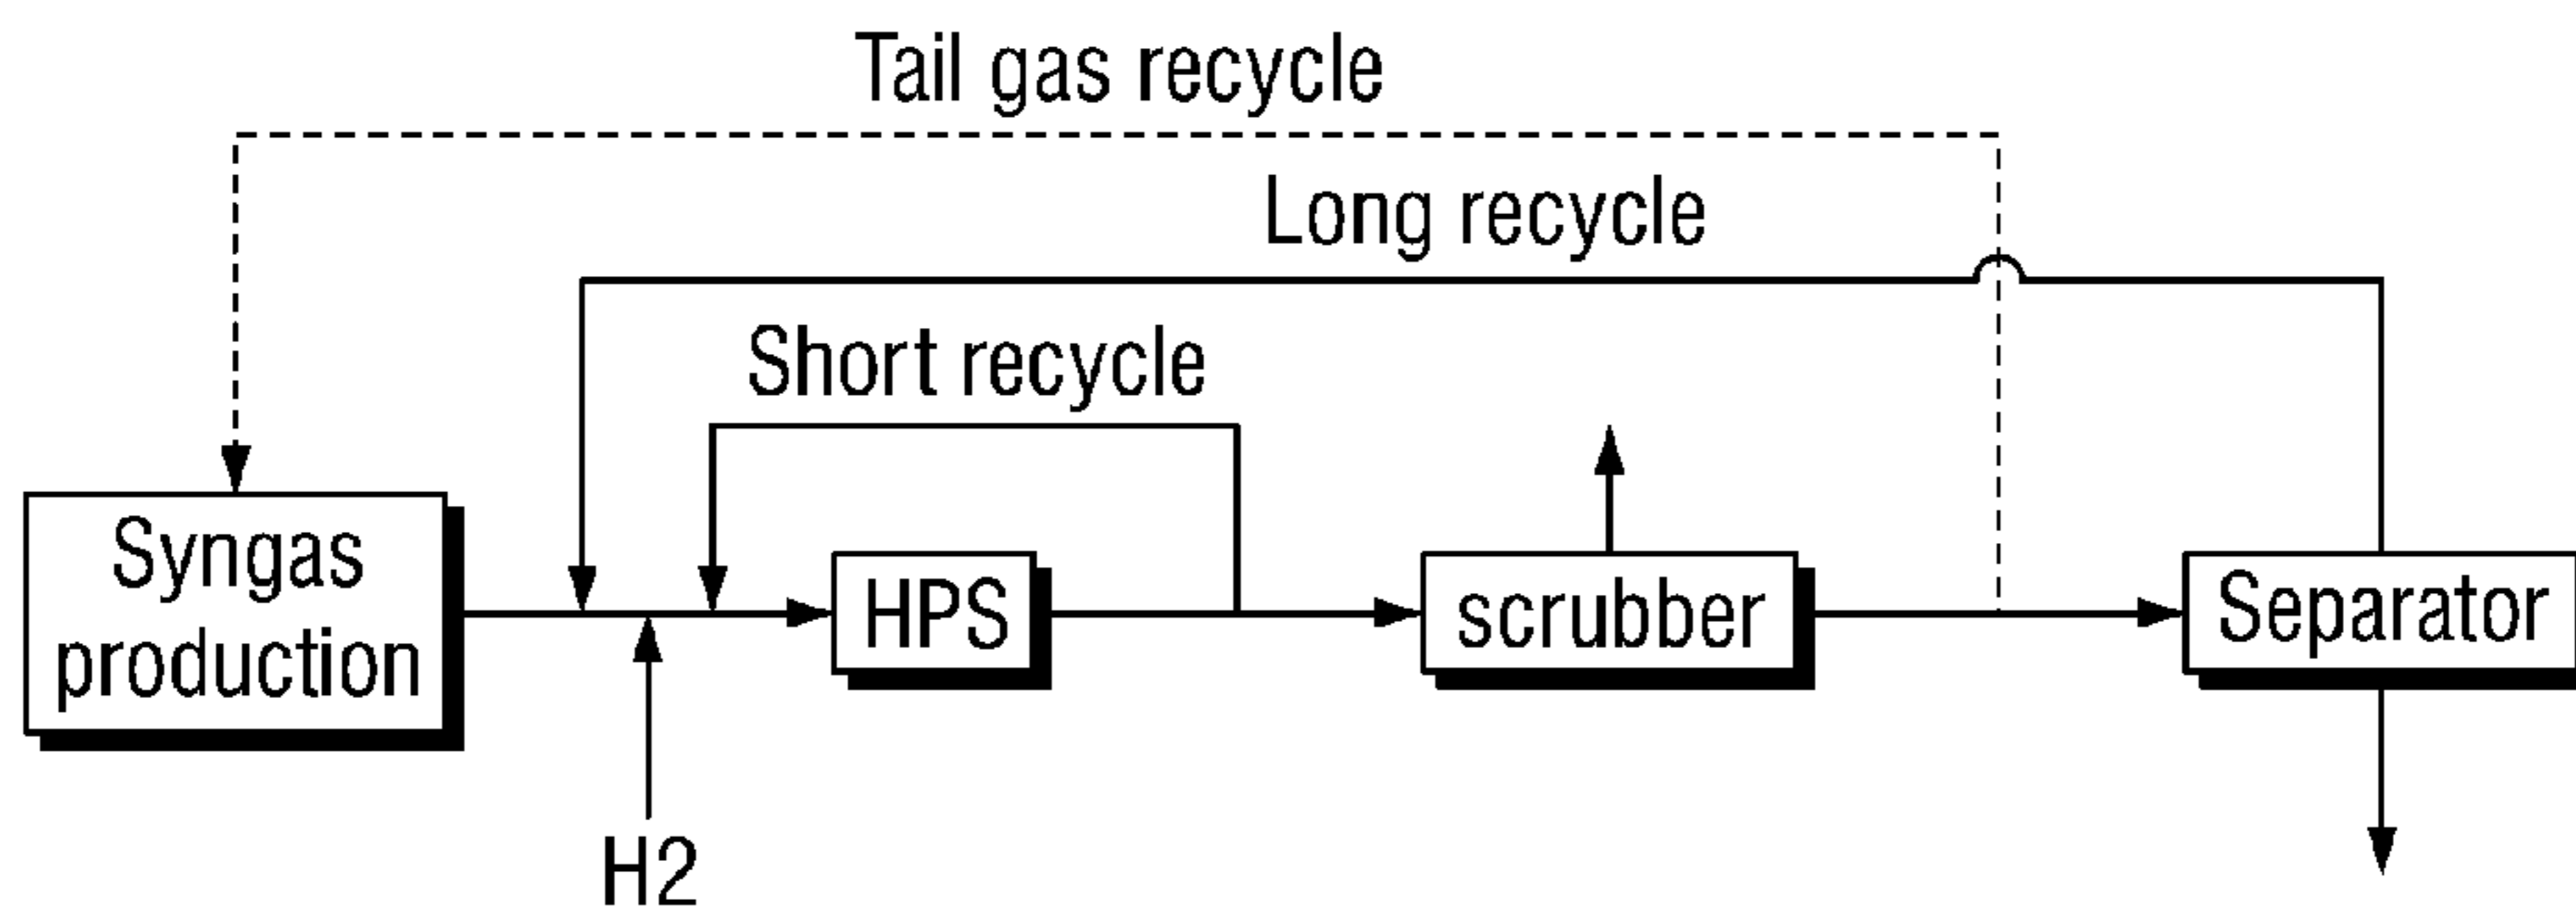 Tail gas recycle
Long recycle
Short recycle
Syngas
production
HPS
scrubber
Separator
H2